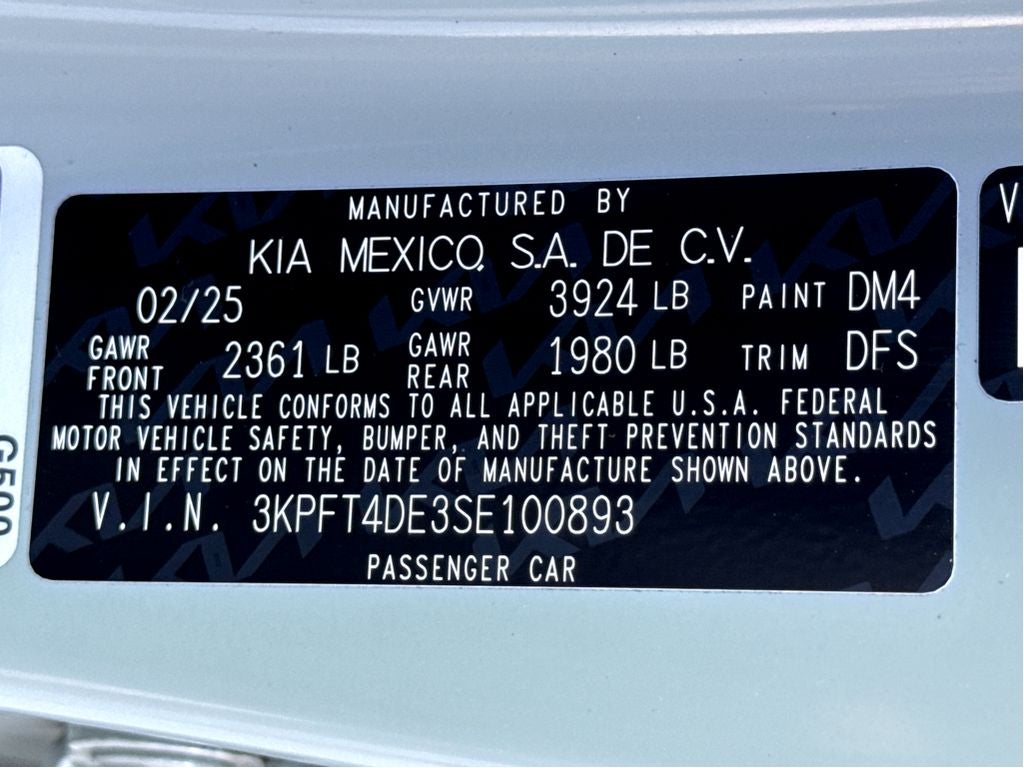 MANUFACTURED BY
KIA MEXICO, S.A. DE C.V.
02/25 GVWR 3924 LB PAINT DM4
GAWR FRONT 2361 LB GAWR REAR 1980 LB TRIM DFS
THIS VEHICLE CONFORMS TO ALL APPLICABLE U.S.A. FEDERAL
MOTOR VEHICLE SAFETY, BUMPER, AND THEFT PREVENTION STANDARDS
IN EFFECT ON THE DATE OF MANUFACTURE SHOWN ABOVE.
V.I.N. 3KPFT4DE3SE100893
PASSENGER CAR